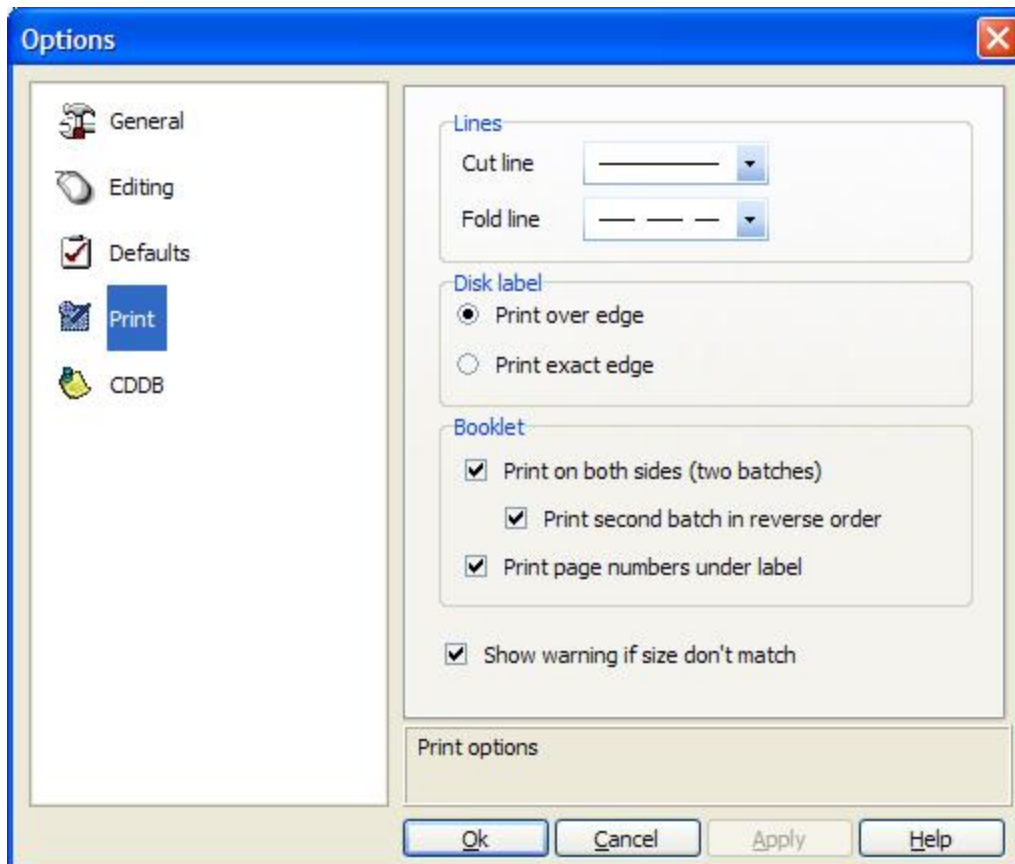 Options
General
Editing
Defaults
Print
CDDB
Lines
Cut line
Fold line
Disk label
Print over edge
Print exact edge
Booklet
Print on both sides (two batches)
Print second batch in reverse order
Print page numbers under label
Show warning if size don't match
Print options
Ok Cancel Apply Help